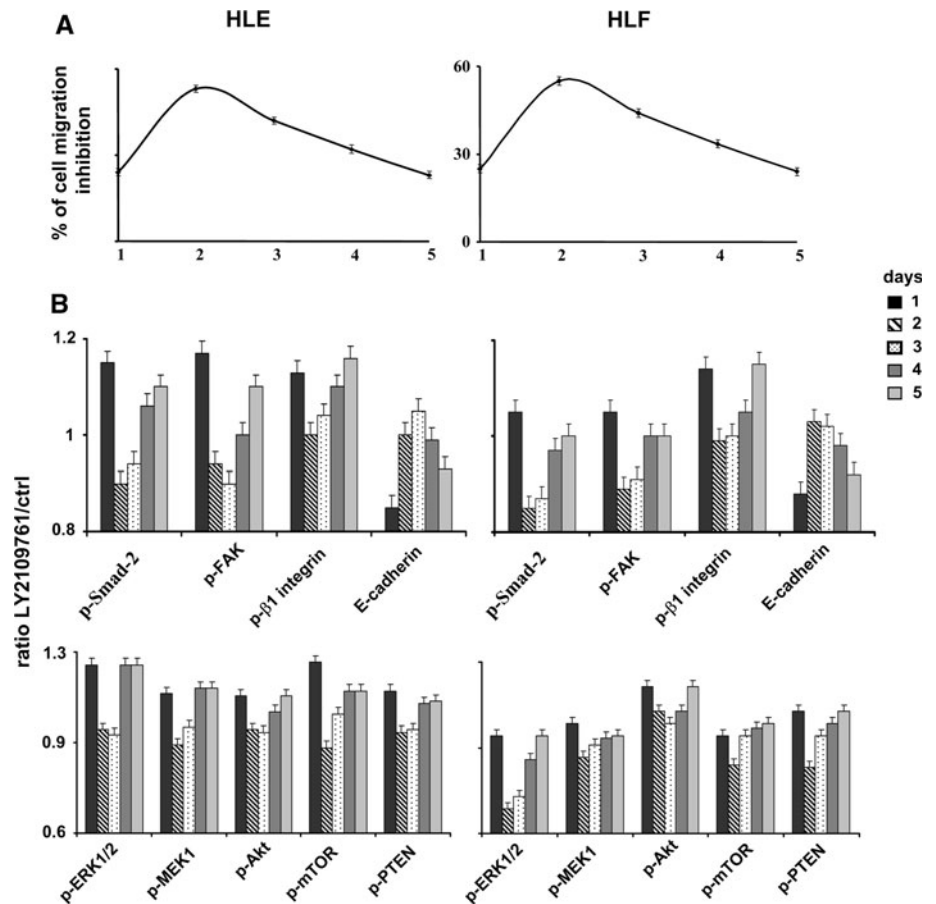 A
HLE
HLF
% of cell migration
inhibition
60
30
0
1 2 3 4 5
1 2 3 4 5
days
1
2
3
4
5
B
ratio LY2109761/ctrl
1.2
1
0.8
p-Smad-2
p-FAK
p-β1 integrin
E-cadherin
p-Smad-2
p-FAK
p-β1 integrin
E-cadherin
1.3
0.9
0.6
p-ERK1/2
p-MEK1
p-Akt
p-mTOR
p-PTEN
p-ERK1/2
p-MEK1
p-Akt
p-mTOR
p-PTEN